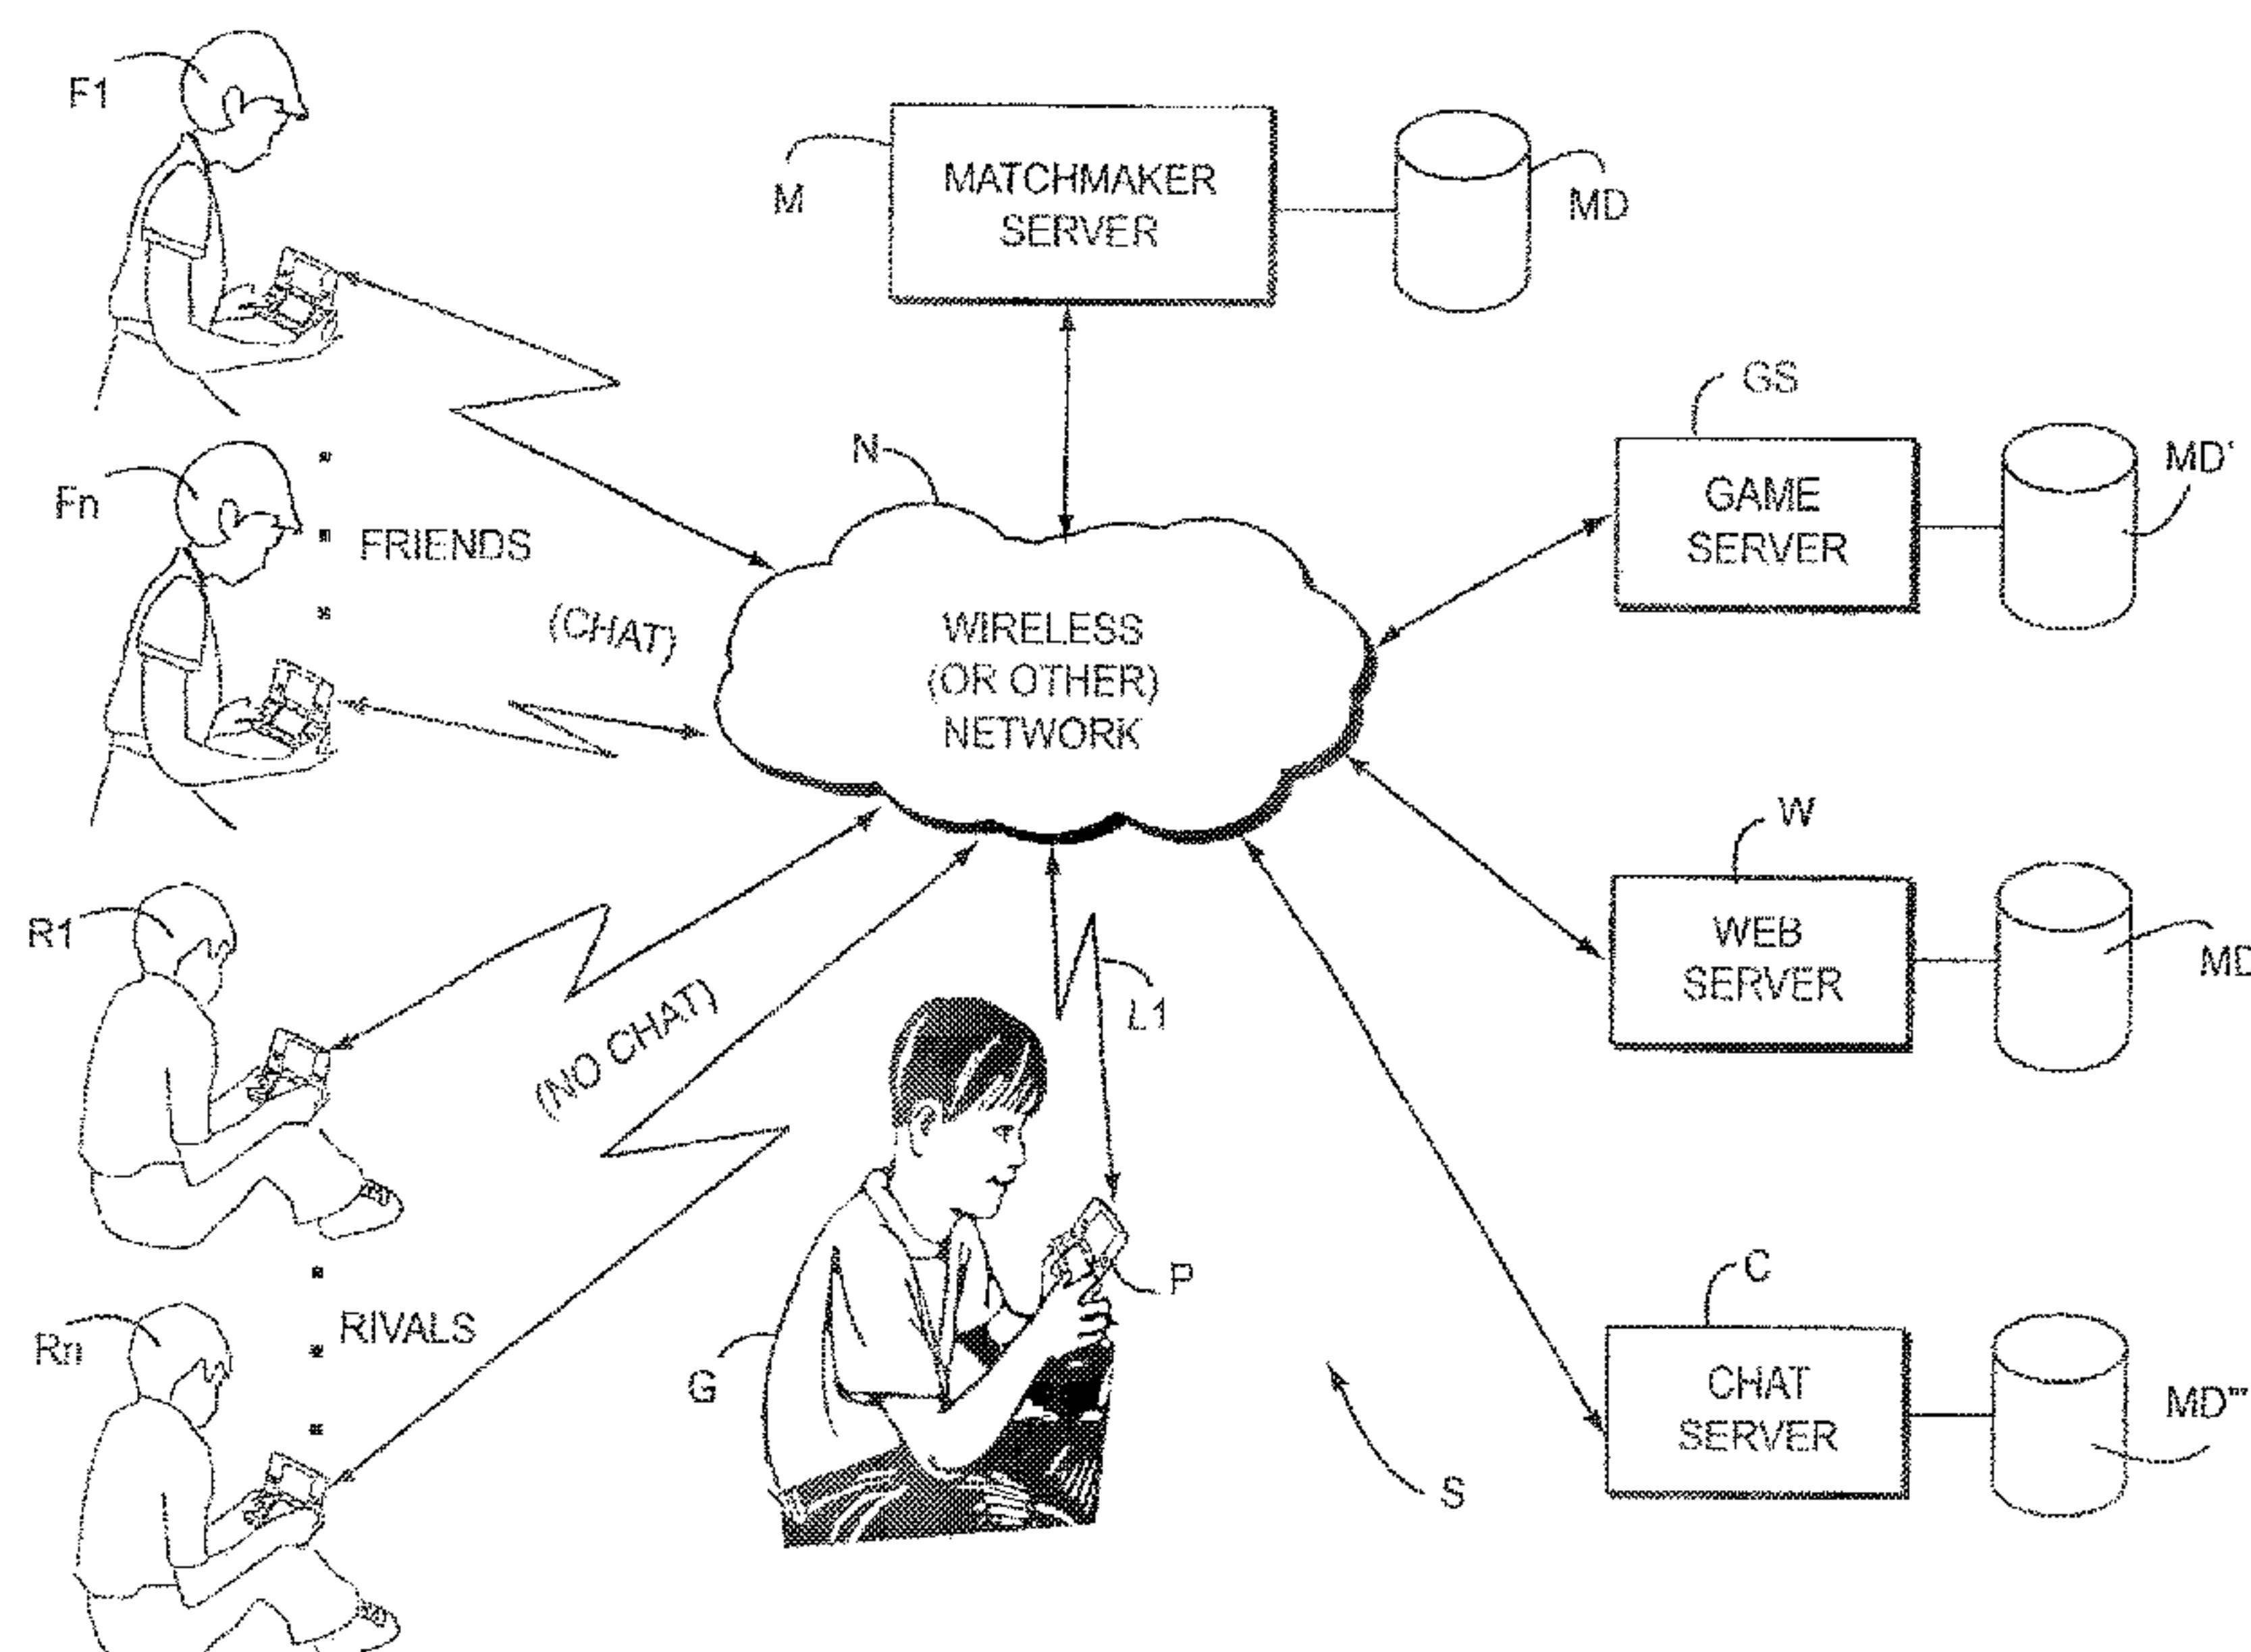 F1
M
MATCHMAKER
SERVER
MD
GS
GAME
SERVER
MD'
N
Fn
FRIENDS
(CHAT)
WIRELESS
(OR OTHER)
NETWORK
W
WEB
SERVER
R1
(NO CHAT)
L1
C
CHAT
SERVER
MD'''
P
Rn
RIVALS
G
S